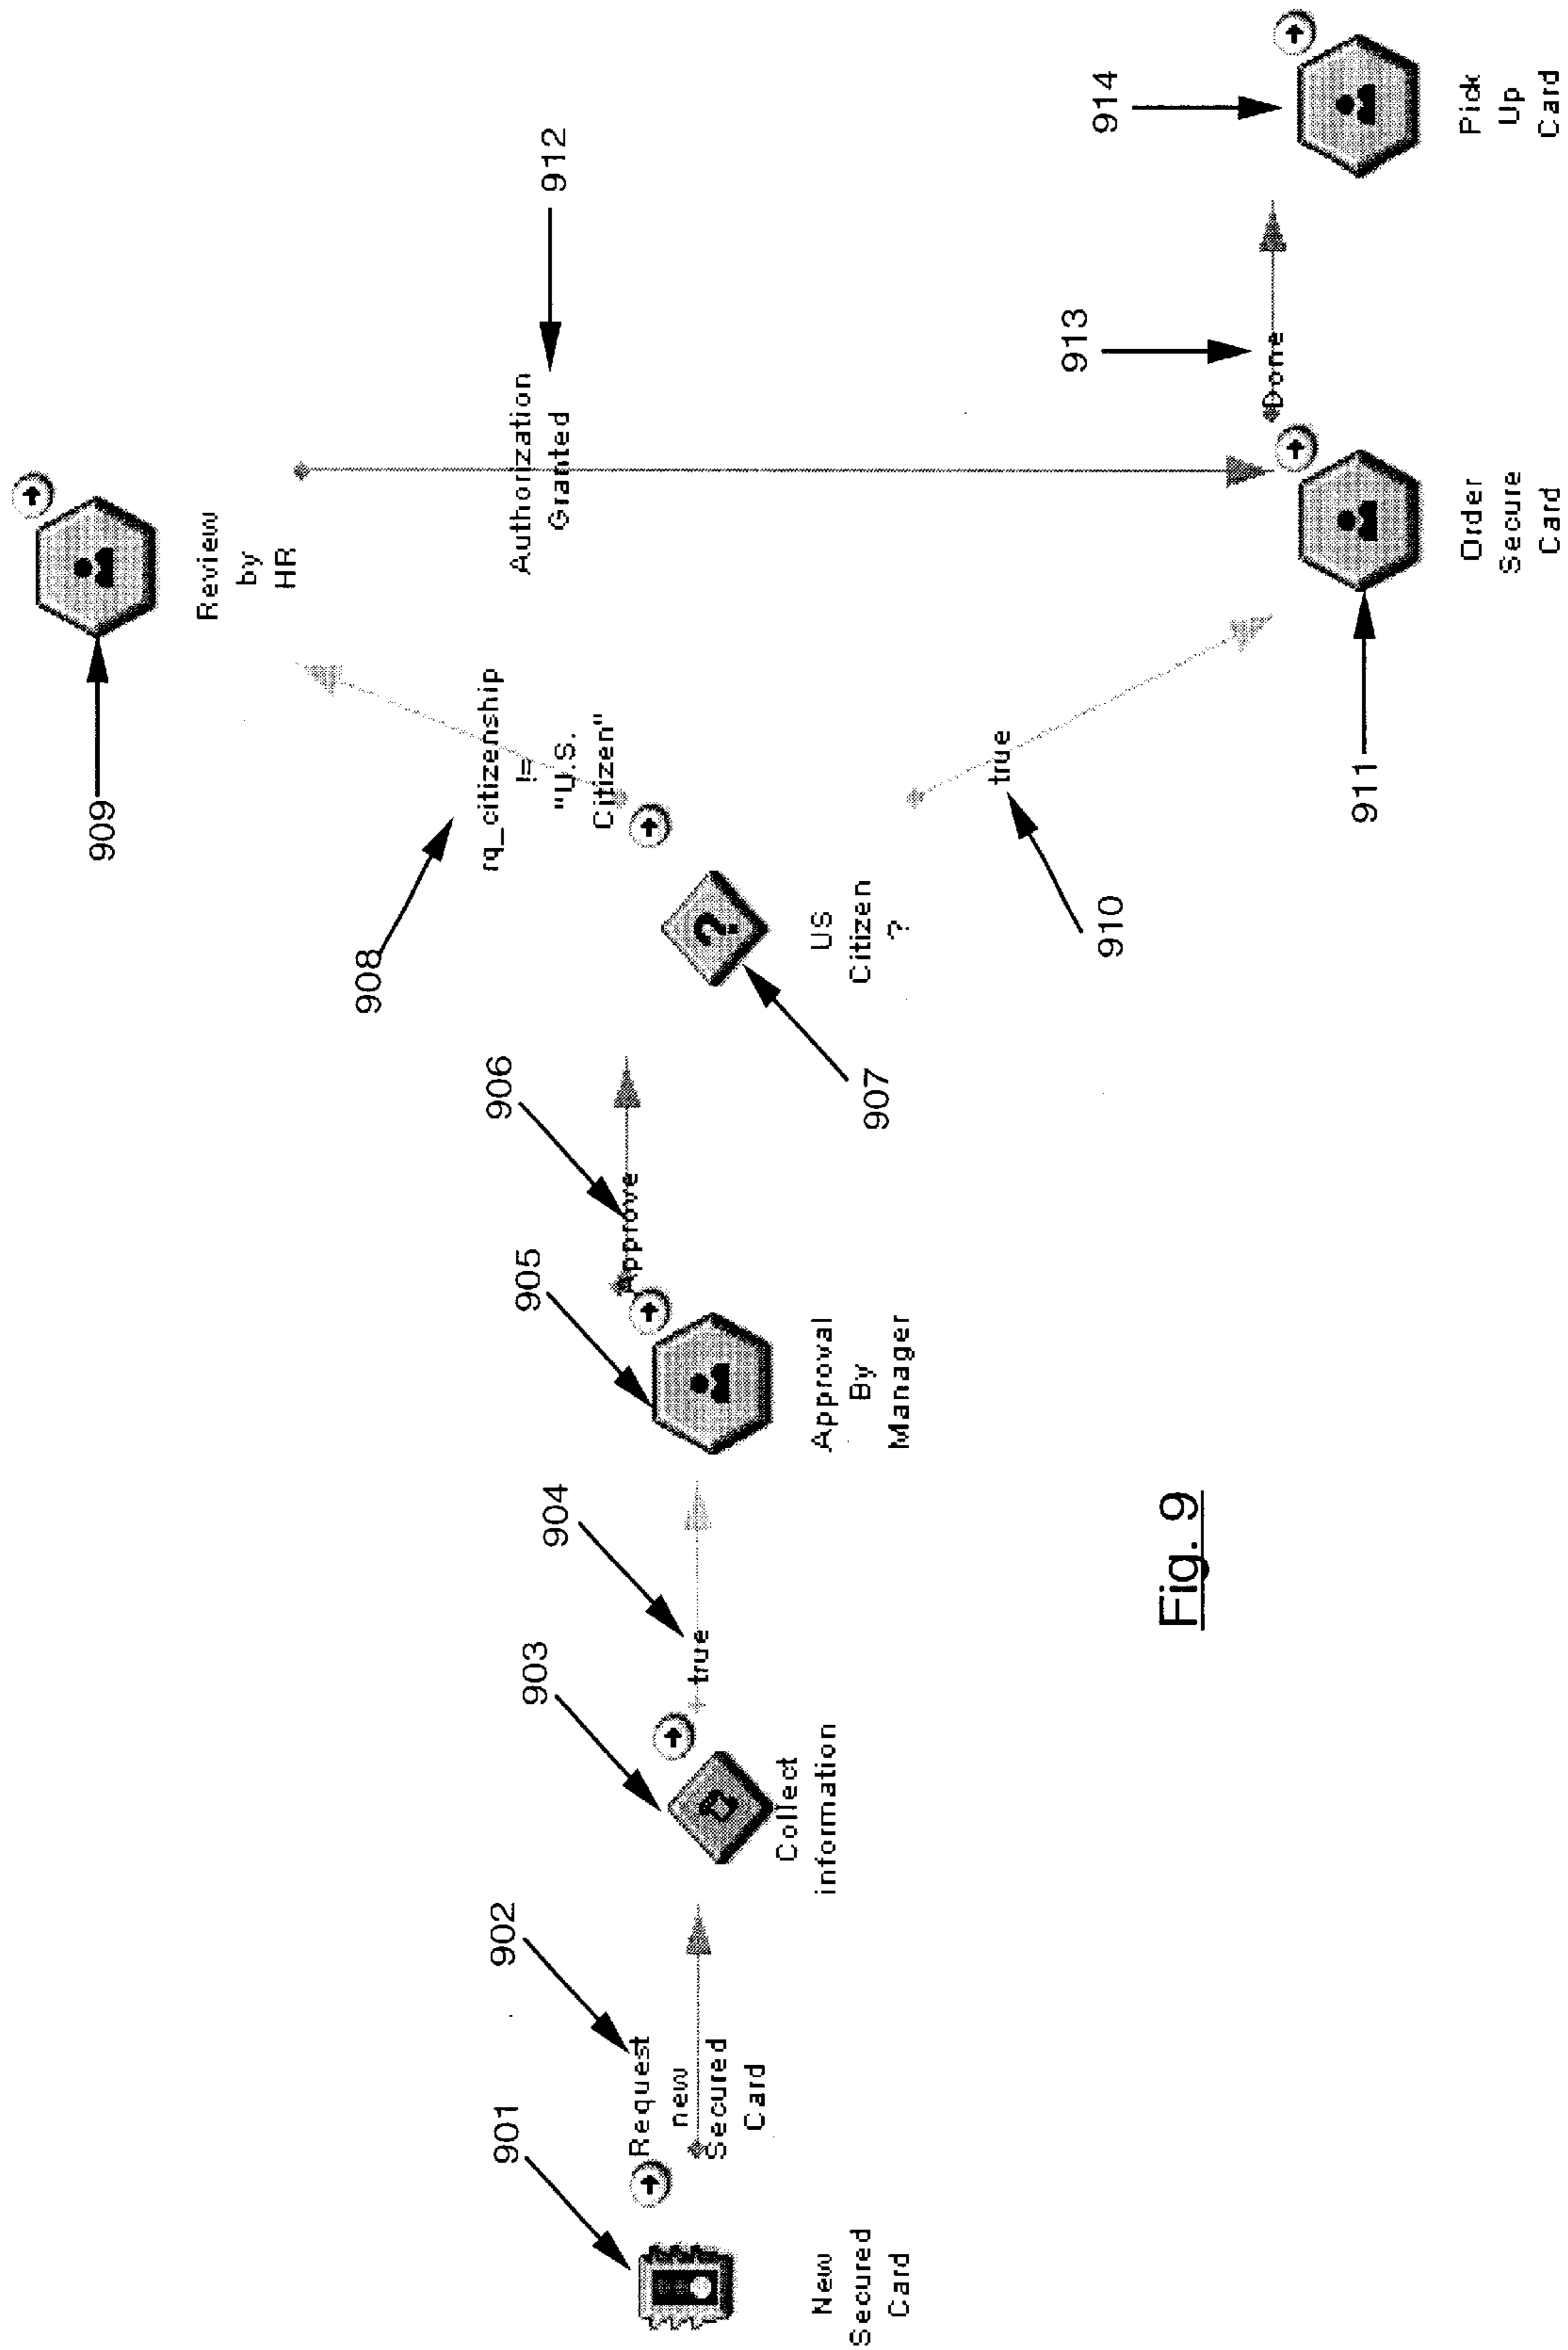 901
902
Request
new
Secured
Card
New
Secured
Card
903
904
true
Collect
information
905
906
Approve
Approval
By
Manager
907
US
Citizen
?
908
rq_citizenship
!=
"U.S.
Citizen"
909
Review
by
HR
910
true
911
Order
Secure
Card
912
Authorization
Granted
913
Done
914
Pick
Up
Card
Fig. 9